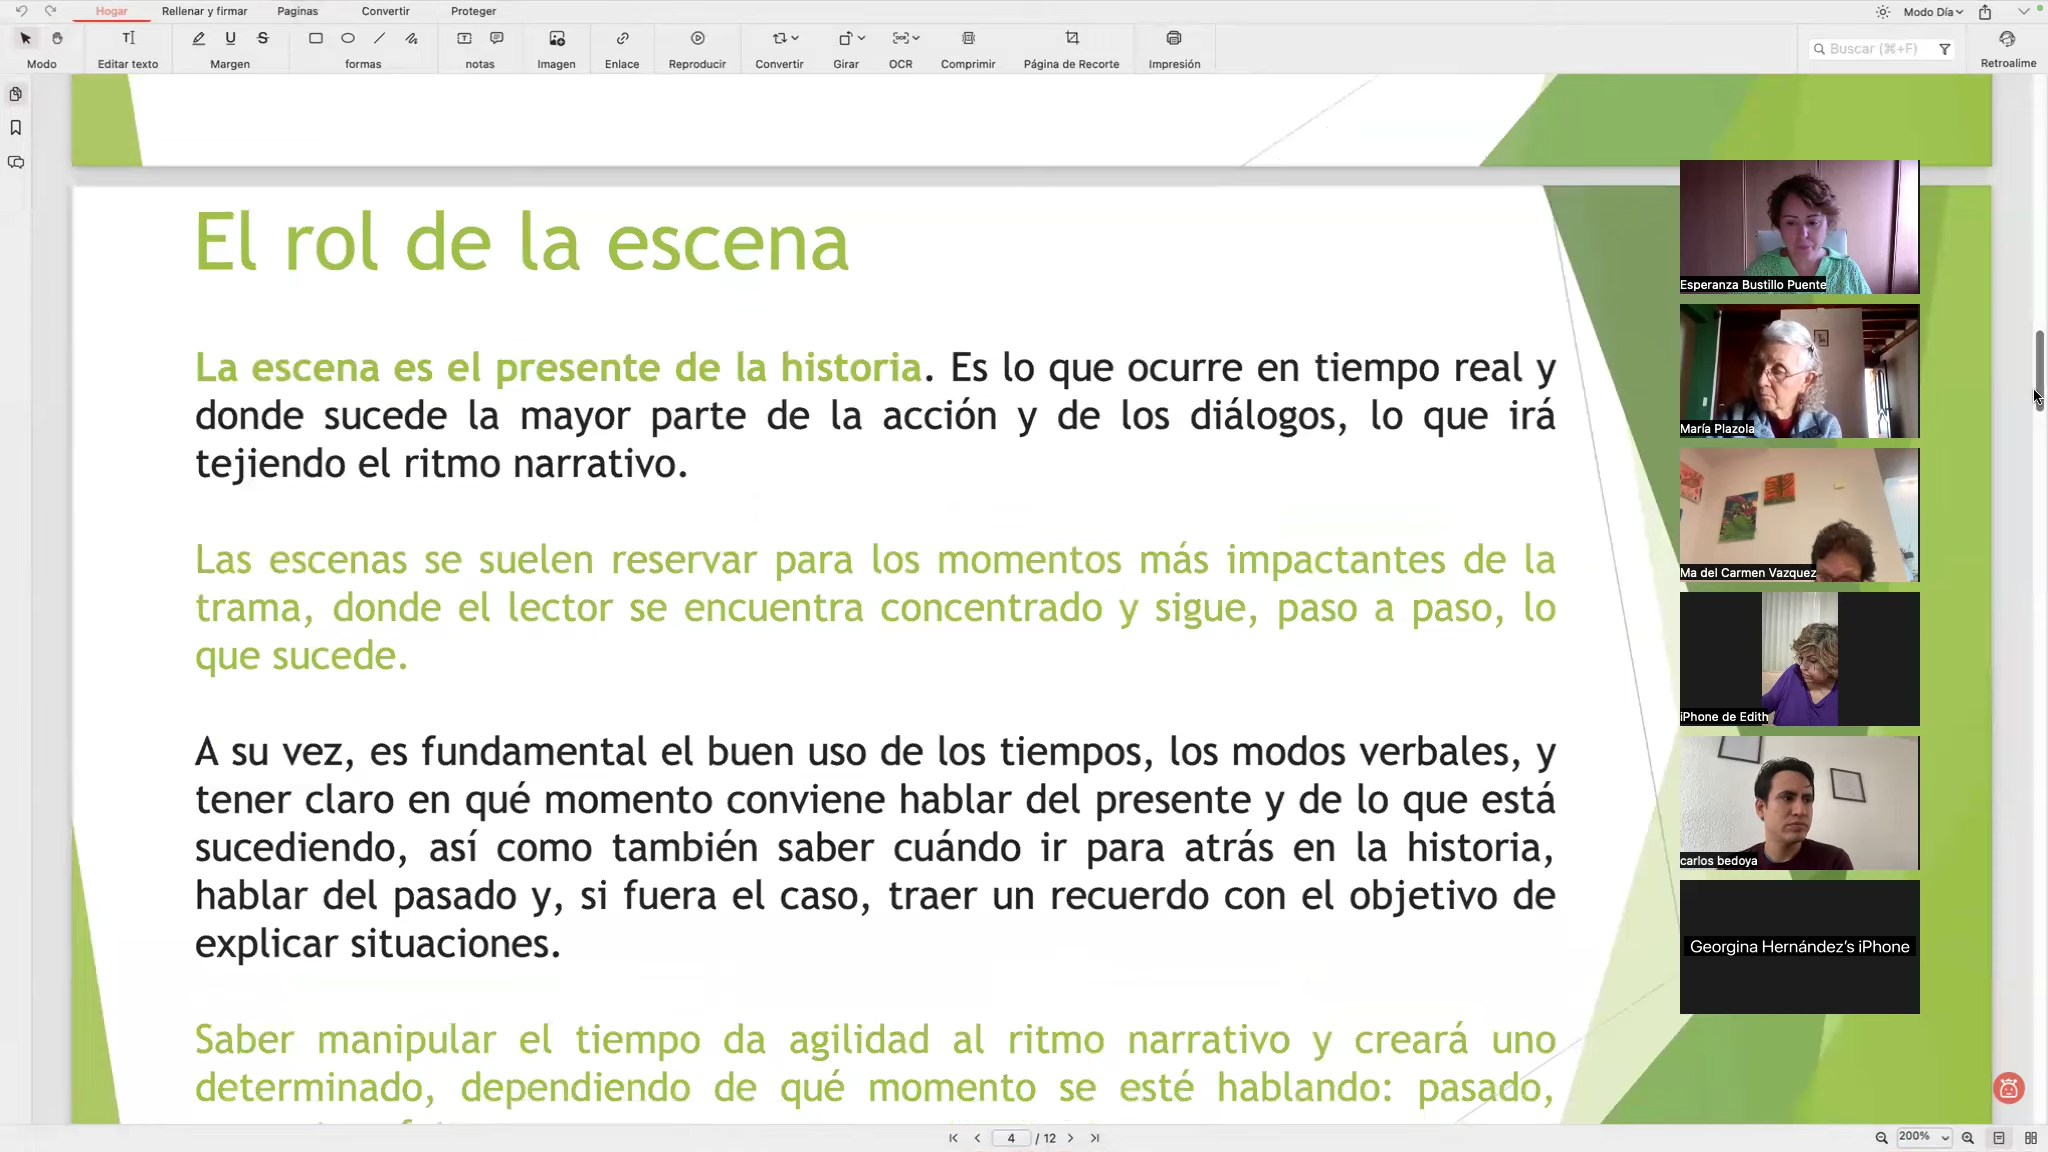 Hogar
Rellenar y firmar
Paginas
Convertir
Proteger
Modo Día
Modo
Editar texto
Margen
formas
notas
Imagen
Enlace
Reproducir
Convertir
Girar
OCR
Comprimir
Página de Recorte
Impresión
Buscar (⌘+F)
Retroalime
El rol de la escena
La escena es el presente de la historia. Es lo que ocurre en tiempo real y
donde sucede la mayor parte de la acción y de los diálogos, lo que irá
tejiendo el ritmo narrativo.
Las escenas se suelen reservar para los momentos más impactantes de la
trama, donde el lector se encuentra concentrado y sigue, paso a paso, lo
que sucede.
A su vez, es fundamental el buen uso de los tiempos, los modos verbales, y
tener claro en qué momento conviene hablar del presente y de lo que está
sucediendo, así como también saber cuándo ir para atrás en la historia,
hablar del pasado y, si fuera el caso, traer un recuerdo con el objetivo de
explicar situaciones.
Saber manipular el tiempo da agilidad al ritmo narrativo y creará uno
determinado, dependiendo de qué momento se esté hablando: pasado,
Esperanza Bustillo Puente
María Plazola
Ma del Carmen Vazquez
iPhone de Edith
carlos bedoya
Georgina Hernández's iPhone
4 / 12
200%